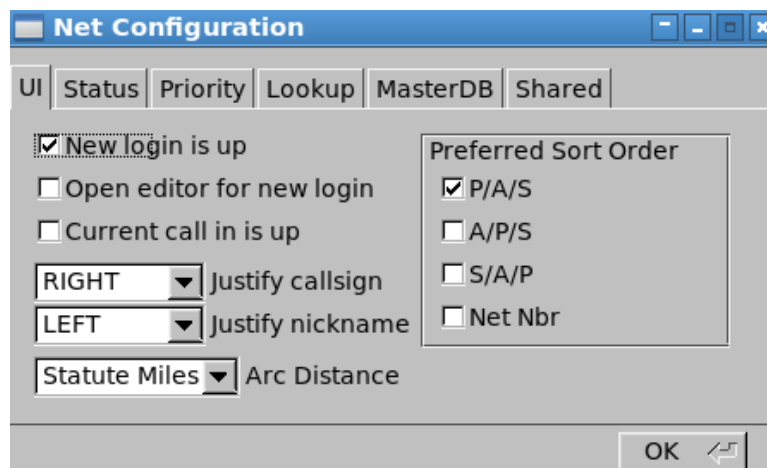 Net Configuration
UI Status Priority Lookup MasterDB Shared
New login is up
Open editor for new login
Current call in is up
RIGHT Justify callsign
LEFT Justify nickname
Statute Miles Arc Distance
Preferred Sort Order
P/A/S
A/P/S
S/A/P
Net Nbr
OK